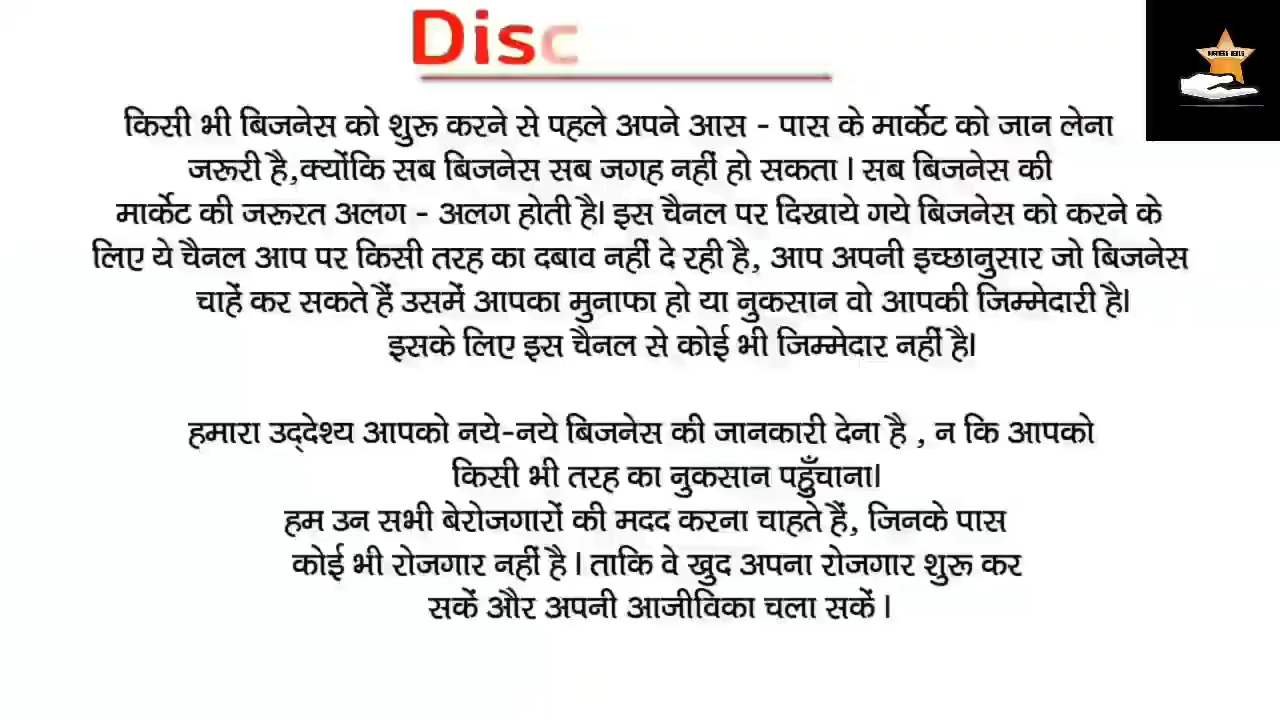 Disc
किसी भी बिजनेस को शुरू करने से पहले अपने आस - पास के मार्केट को जान लेना
जरूरी है,क्योंकि सब बिजनेस सब जगह नहीं हो सकता । सब बिजनेस की
मार्केट की जरूरत अलग - अलग होती है। इस चैनल पर दिखाये गये बिजनेस को करने के
लिए ये चैनल आप पर किसी तरह का दबाव नहीं दे रही है, आप अपनी इच्छानुसार जो बिजनेस
चाहें कर सकते हैं उसमें आपका मुनाफा हो या नुकसान वो आपकी जिम्मेदारी है।
इसके लिए इस चैनल से कोई भी जिम्मेदार नहीं है।
हमारा उद्देश्य आपको नये-नये बिजनेस की जानकारी देना है , न कि आपको
किसी भी तरह का नुकसान पहुँचाना।
हम उन सभी बेरोजगारों की मदद करना चाहते हैं, जिनके पास
कोई भी रोजगार नहीं है । ताकि वे खुद अपना रोजगार शुरू कर
सकें और अपनी आजीविका चला सकें ।